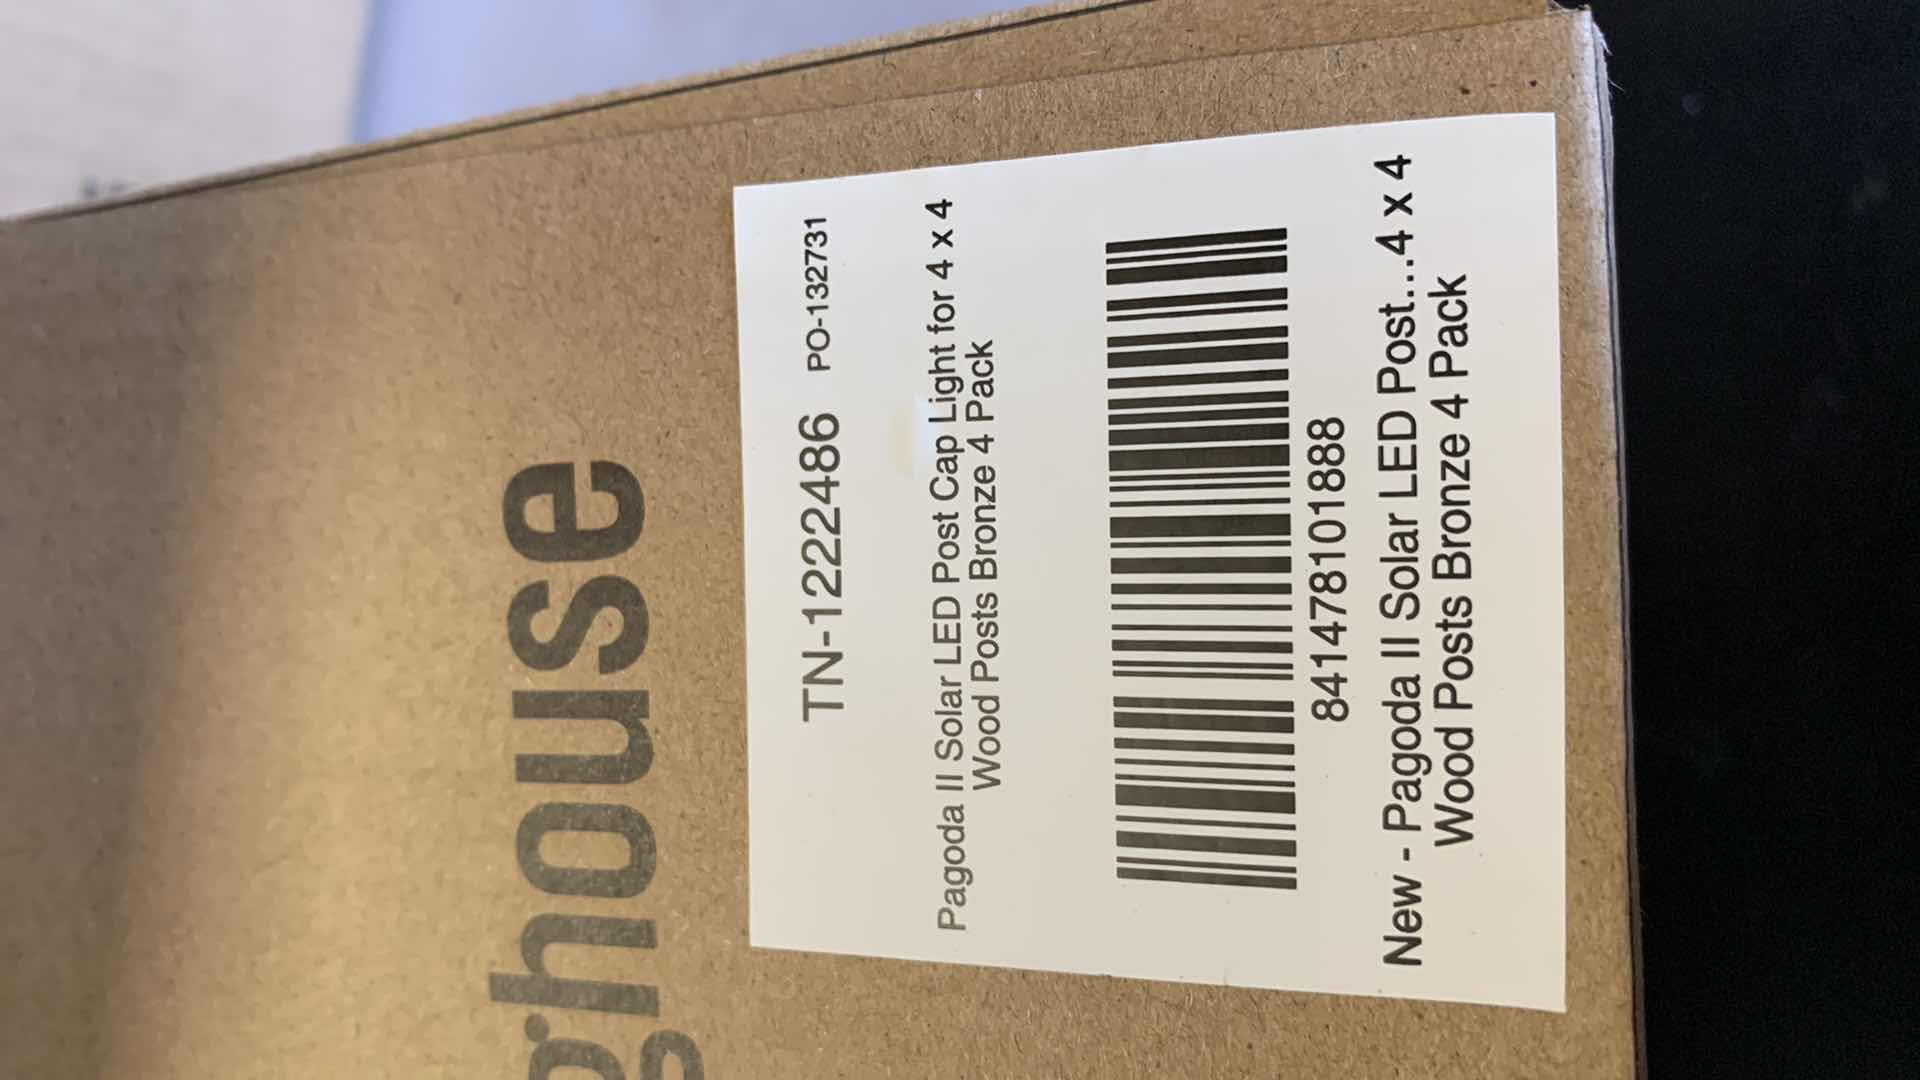 ghouse
TN-1222486 PO-132731
Pagoda II Solar LED Post Cap Light for 4 x 4
Wood Posts Bronze 4 Pack
841478101888
New - Pagoda II Solar LED Post...4 x 4
Wood Posts Bronze 4 Pack